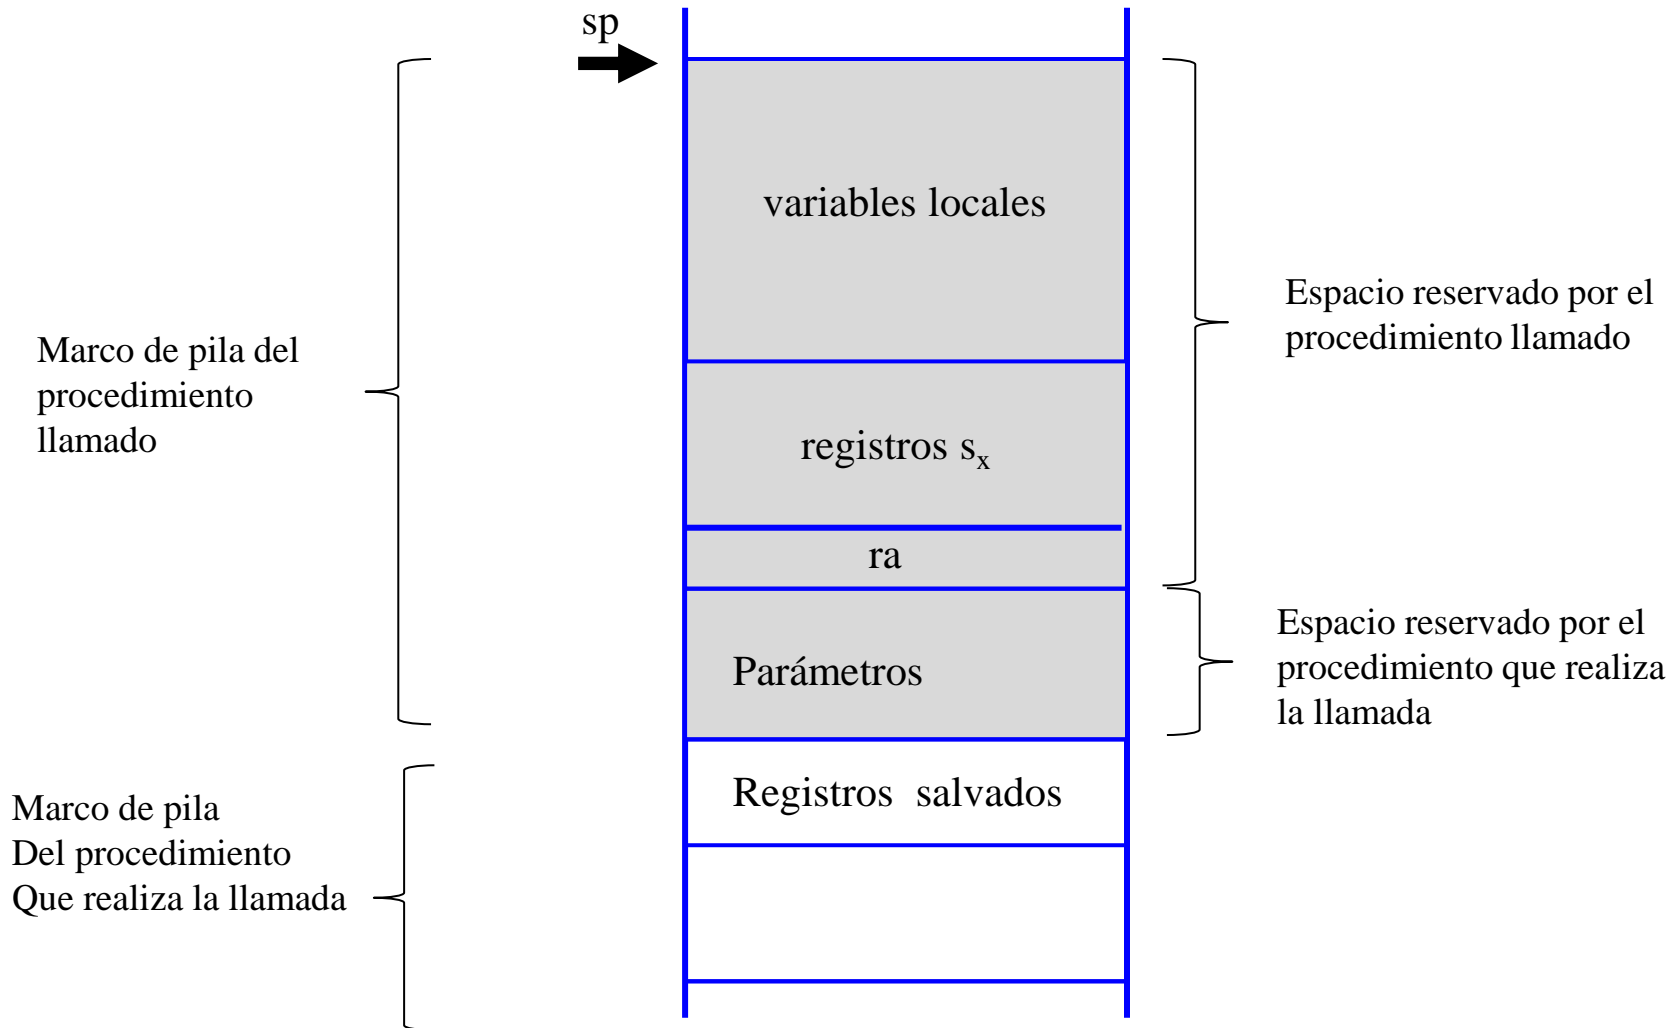 sp
variables locales
Espacio reservado por el
procedimiento llamado
Marco de pila del
procedimiento
llamado
registros sₓ
ra
Espacio reservado por el
procedimiento que realiza
la llamada
Parámetros
Registros salvados
Marco de pila
Del procedimiento
Que realiza la llamada